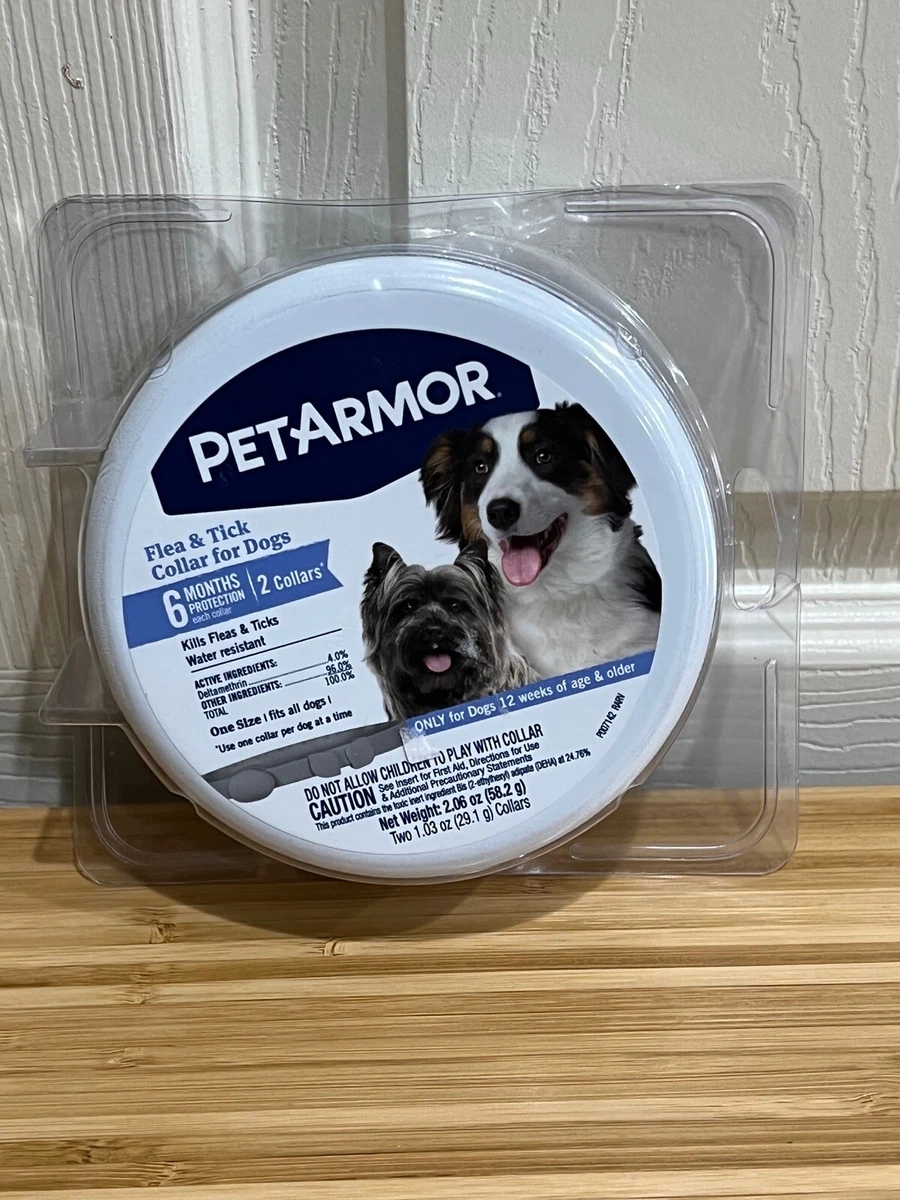 PETARMOR®
Flea & Tick
Collar for Dogs
6 MONTHS PROTECTION each collar
2 Collars*
Kills Fleas & Ticks
Water resistant
ACTIVE INGREDIENTS:
Deltamethrin 4.0%
OTHER INGREDIENTS: 96.0%
TOTAL 100.0%
One Size | fits all dogs |
*Use one collar per dog at a time
ONLY for Dogs 12 weeks of age & older
DO NOT ALLOW CHILDREN TO PLAY WITH COLLAR
CAUTION See Insert for First Aid, Directions for Use
& Additional Precautionary Statements
This product contains the toxic inert ingredient Bis (2-ethylhexyl) adipate (DEHA) at 24.76%
Net Weight: 2.06 oz (58.2 g)
Two 1.03 oz (29.1 g) Collars